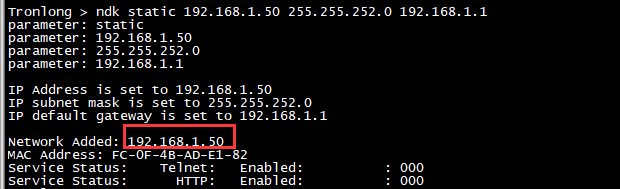 Tronlong > ndk static 192.168.1.50 255.255.252.0 192.168.1.1
parameter: static
parameter: 192.168.1.50
parameter: 255.255.252.0
parameter: 192.168.1.1
IP Address is set to 192.168.1.50
IP subnet mask is set to 255.255.252.0
IP default gateway is set to 192.168.1.1
Network Added: 192.168.1.50
MAC Address: FC-0F-4B-AD-E1-82
Service Status: Telnet: Enabled: : 000
Service Status: HTTP: Enabled: : 000